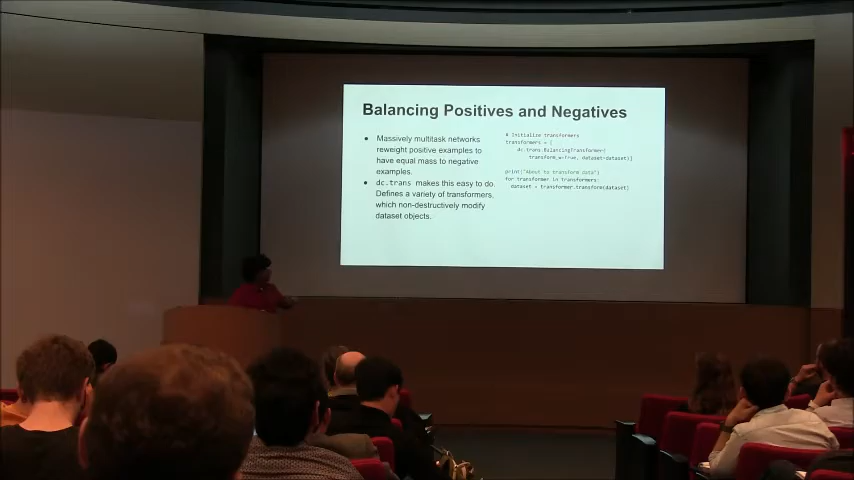 Balancing Positives and Negatives
● Massively multitask networks
reweight positive examples to
have equal mass to negative
examples.
● dc.trans makes this easy to do.
Defines a variety of transformers,
which non-destructively modify
dataset objects.
# Initialize transformers
transformers = [
dc.trans.BalancingTransformer(
transform_w=True, dataset=dataset)]
print("About to transform data")
for transformer in transformers:
dataset = transformer.transform(dataset)